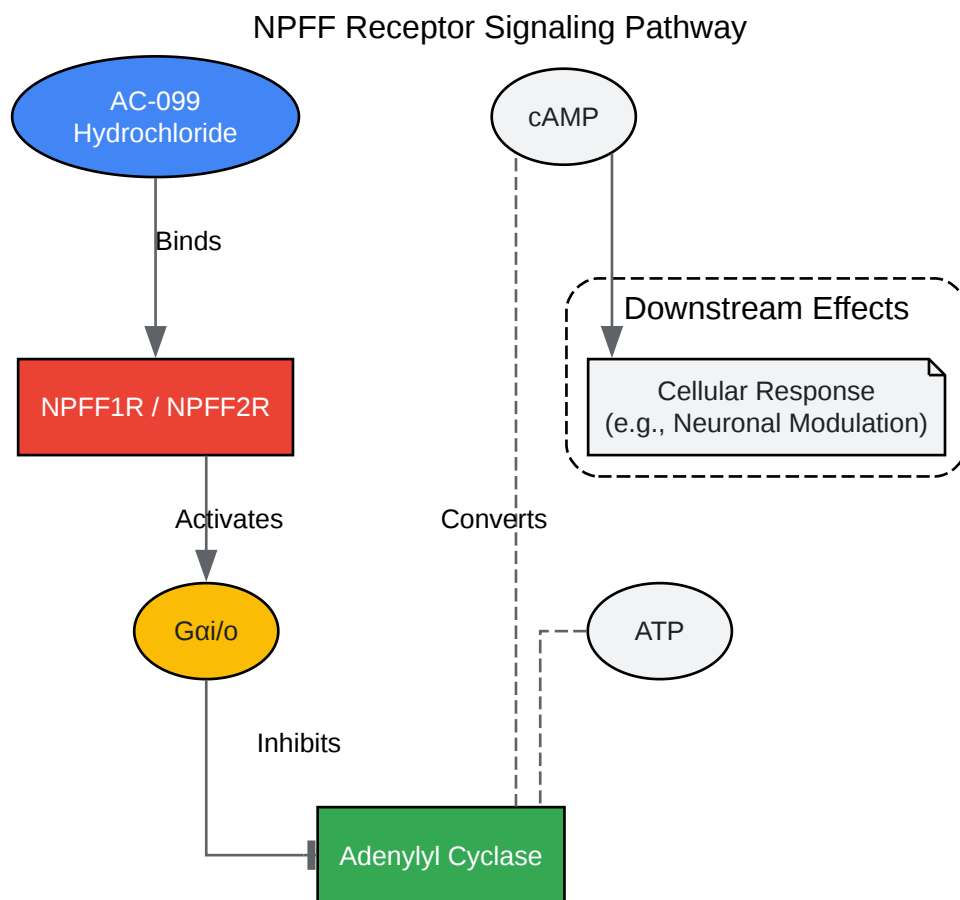 NPFF Receptor Signaling Pathway
AC-099
Hydrochloride
cAMP
Binds
Downstream Effects
NPFF1R / NPFF2R
Cellular Response
(e.g., Neuronal Modulation)
Activates
Converts
Gαi/o
ATP
Inhibits
Adenylyl Cyclase